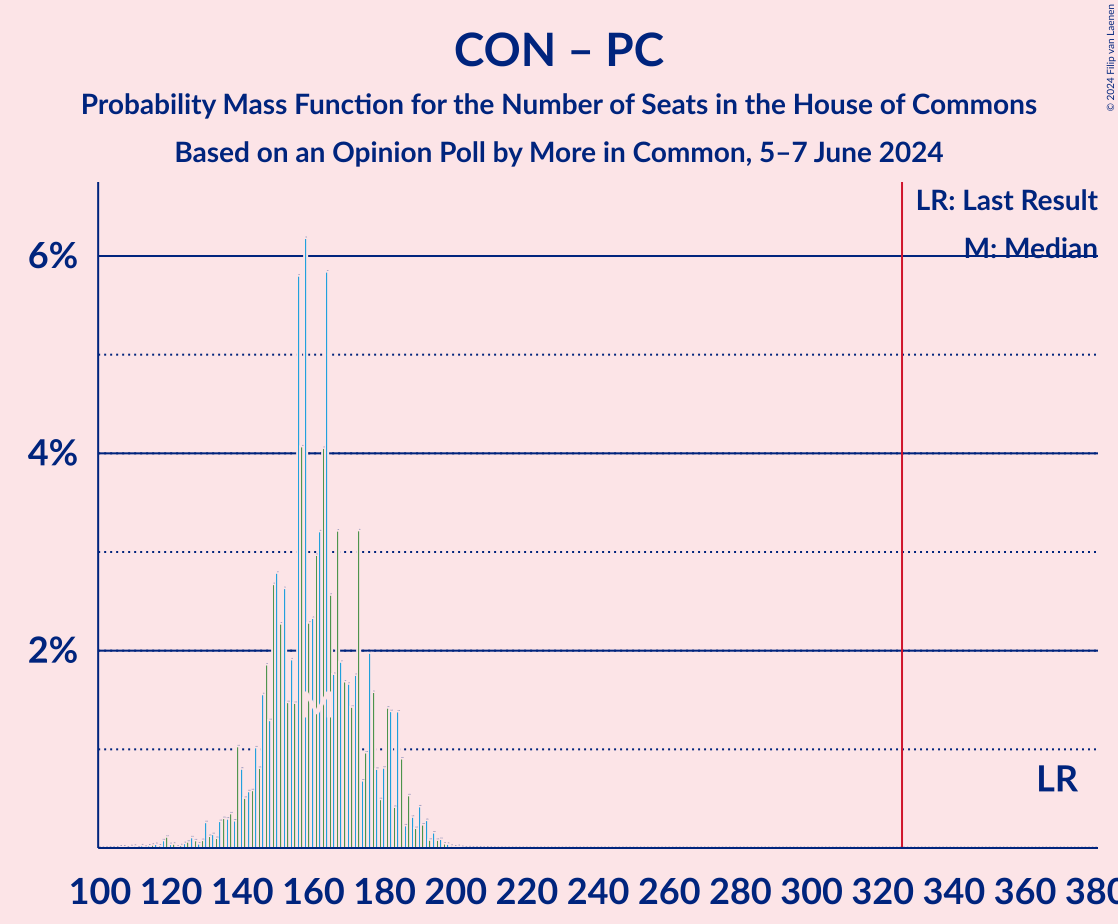 CON – PC
Probability Mass Function for the Number of Seats in the House of Commons
Based on an Opinion Poll by More in Common, 5–7 June 2024
© 2024 Filip van Laenen
LR: Last Result
M: Median
6%
4%
2%
M
LR
100 120 140 160 180 200 220 240 260 280 300 320 340 360 380